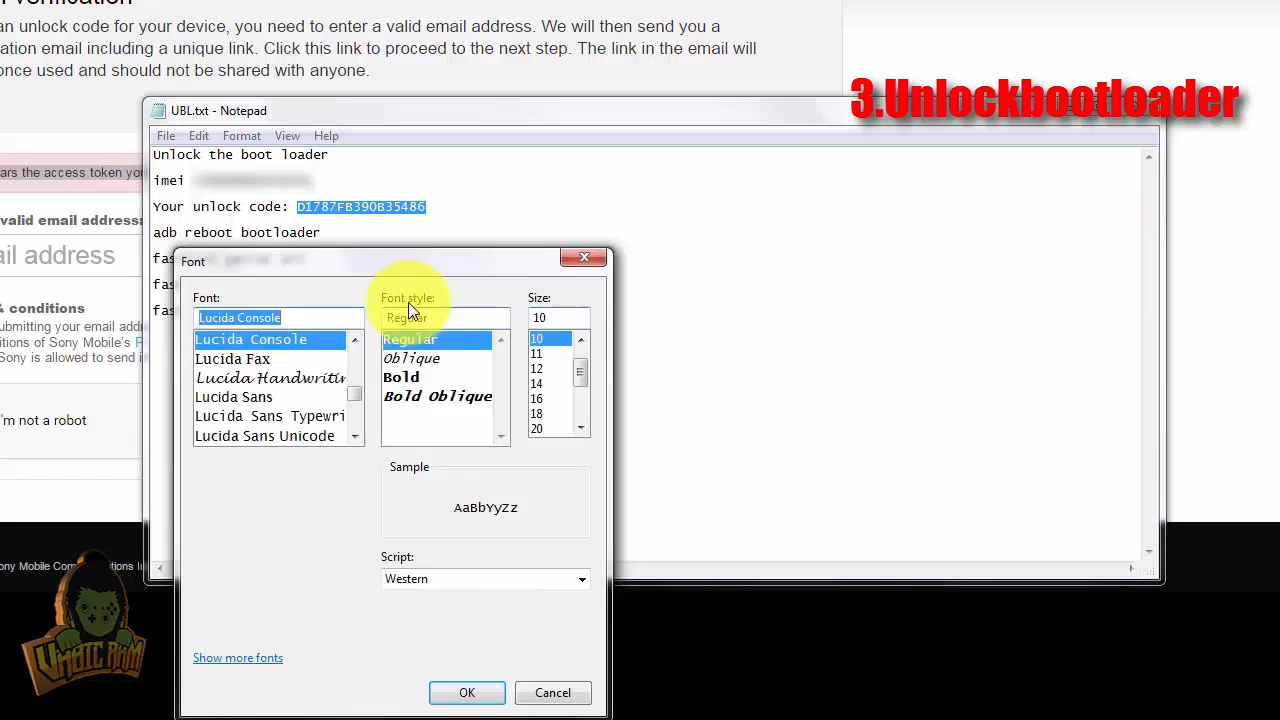 verification
an unlock code for your device, you need to enter a valid email address. We will then send you a
ation email including a unique link. Click this link to proceed to the next step. The link in the email will
once used and should not be shared with anyone.
3.Unlockbootloader
UBL.txt - Notepad
File Edit Format View Help
Unlock the boot loader
ars the access token yo
imei
Your unlock code: D1787FB390B35486
valid email address:
adb reboot bootloader
ail address
fas
fas
fas
Font
Font:
Font style:
Size:
Lucida Console
Regular
10
Lucida Console
Lucida Fax
Lucida Handwritin
Lucida Sans
Lucida Sans Typewri
Lucida Sans Unicode
Regular
Oblique
Bold
Bold Oblique
10
11
12
14
16
18
20
& conditions
ubmitting your email addr
ditions of Sony Mobile's P
Sony is allowed to send i
'm not a robot
Sample
AaBbYyZz
Script:
Western
ony Mobile Com
ations In
Show more fonts
OK
Cancel